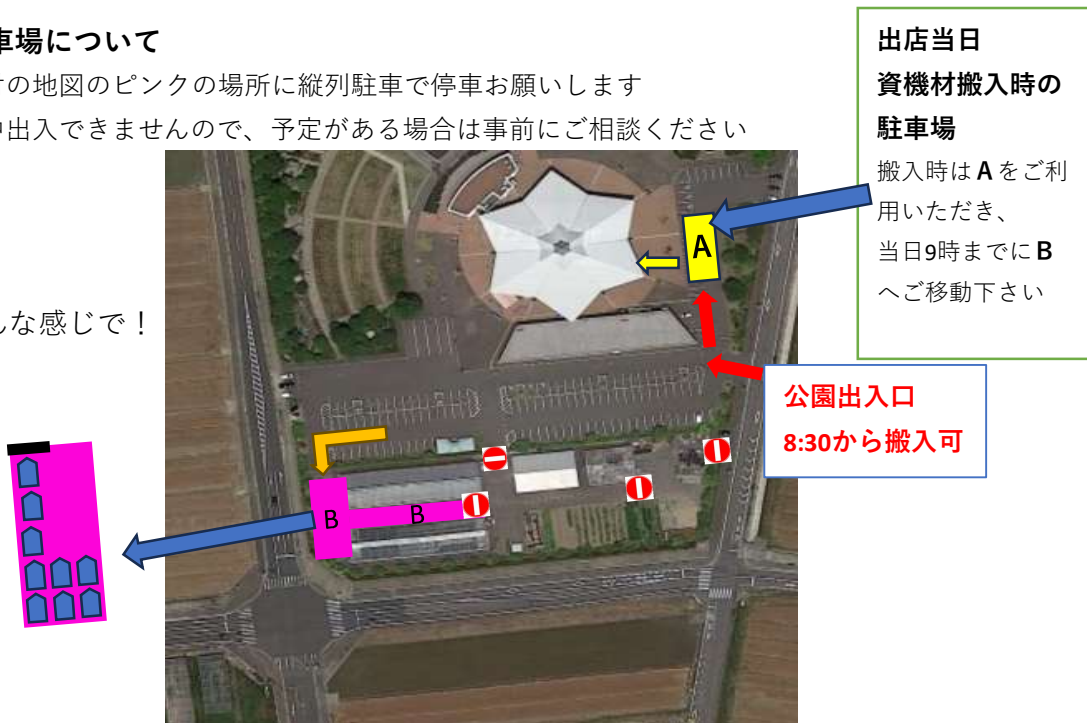 車場について
の地図のピンクの場所に縦列駐車で停車お願いします
出入できませんので、予定がある場合は事前にご相談ください
な感じで！
出店当日
資機材搬入時の
駐車場
搬入時は A をご利
用いただき、
当日9時までに B
へご移動下さい
A
公園出入口
8:30から搬入可
B
B